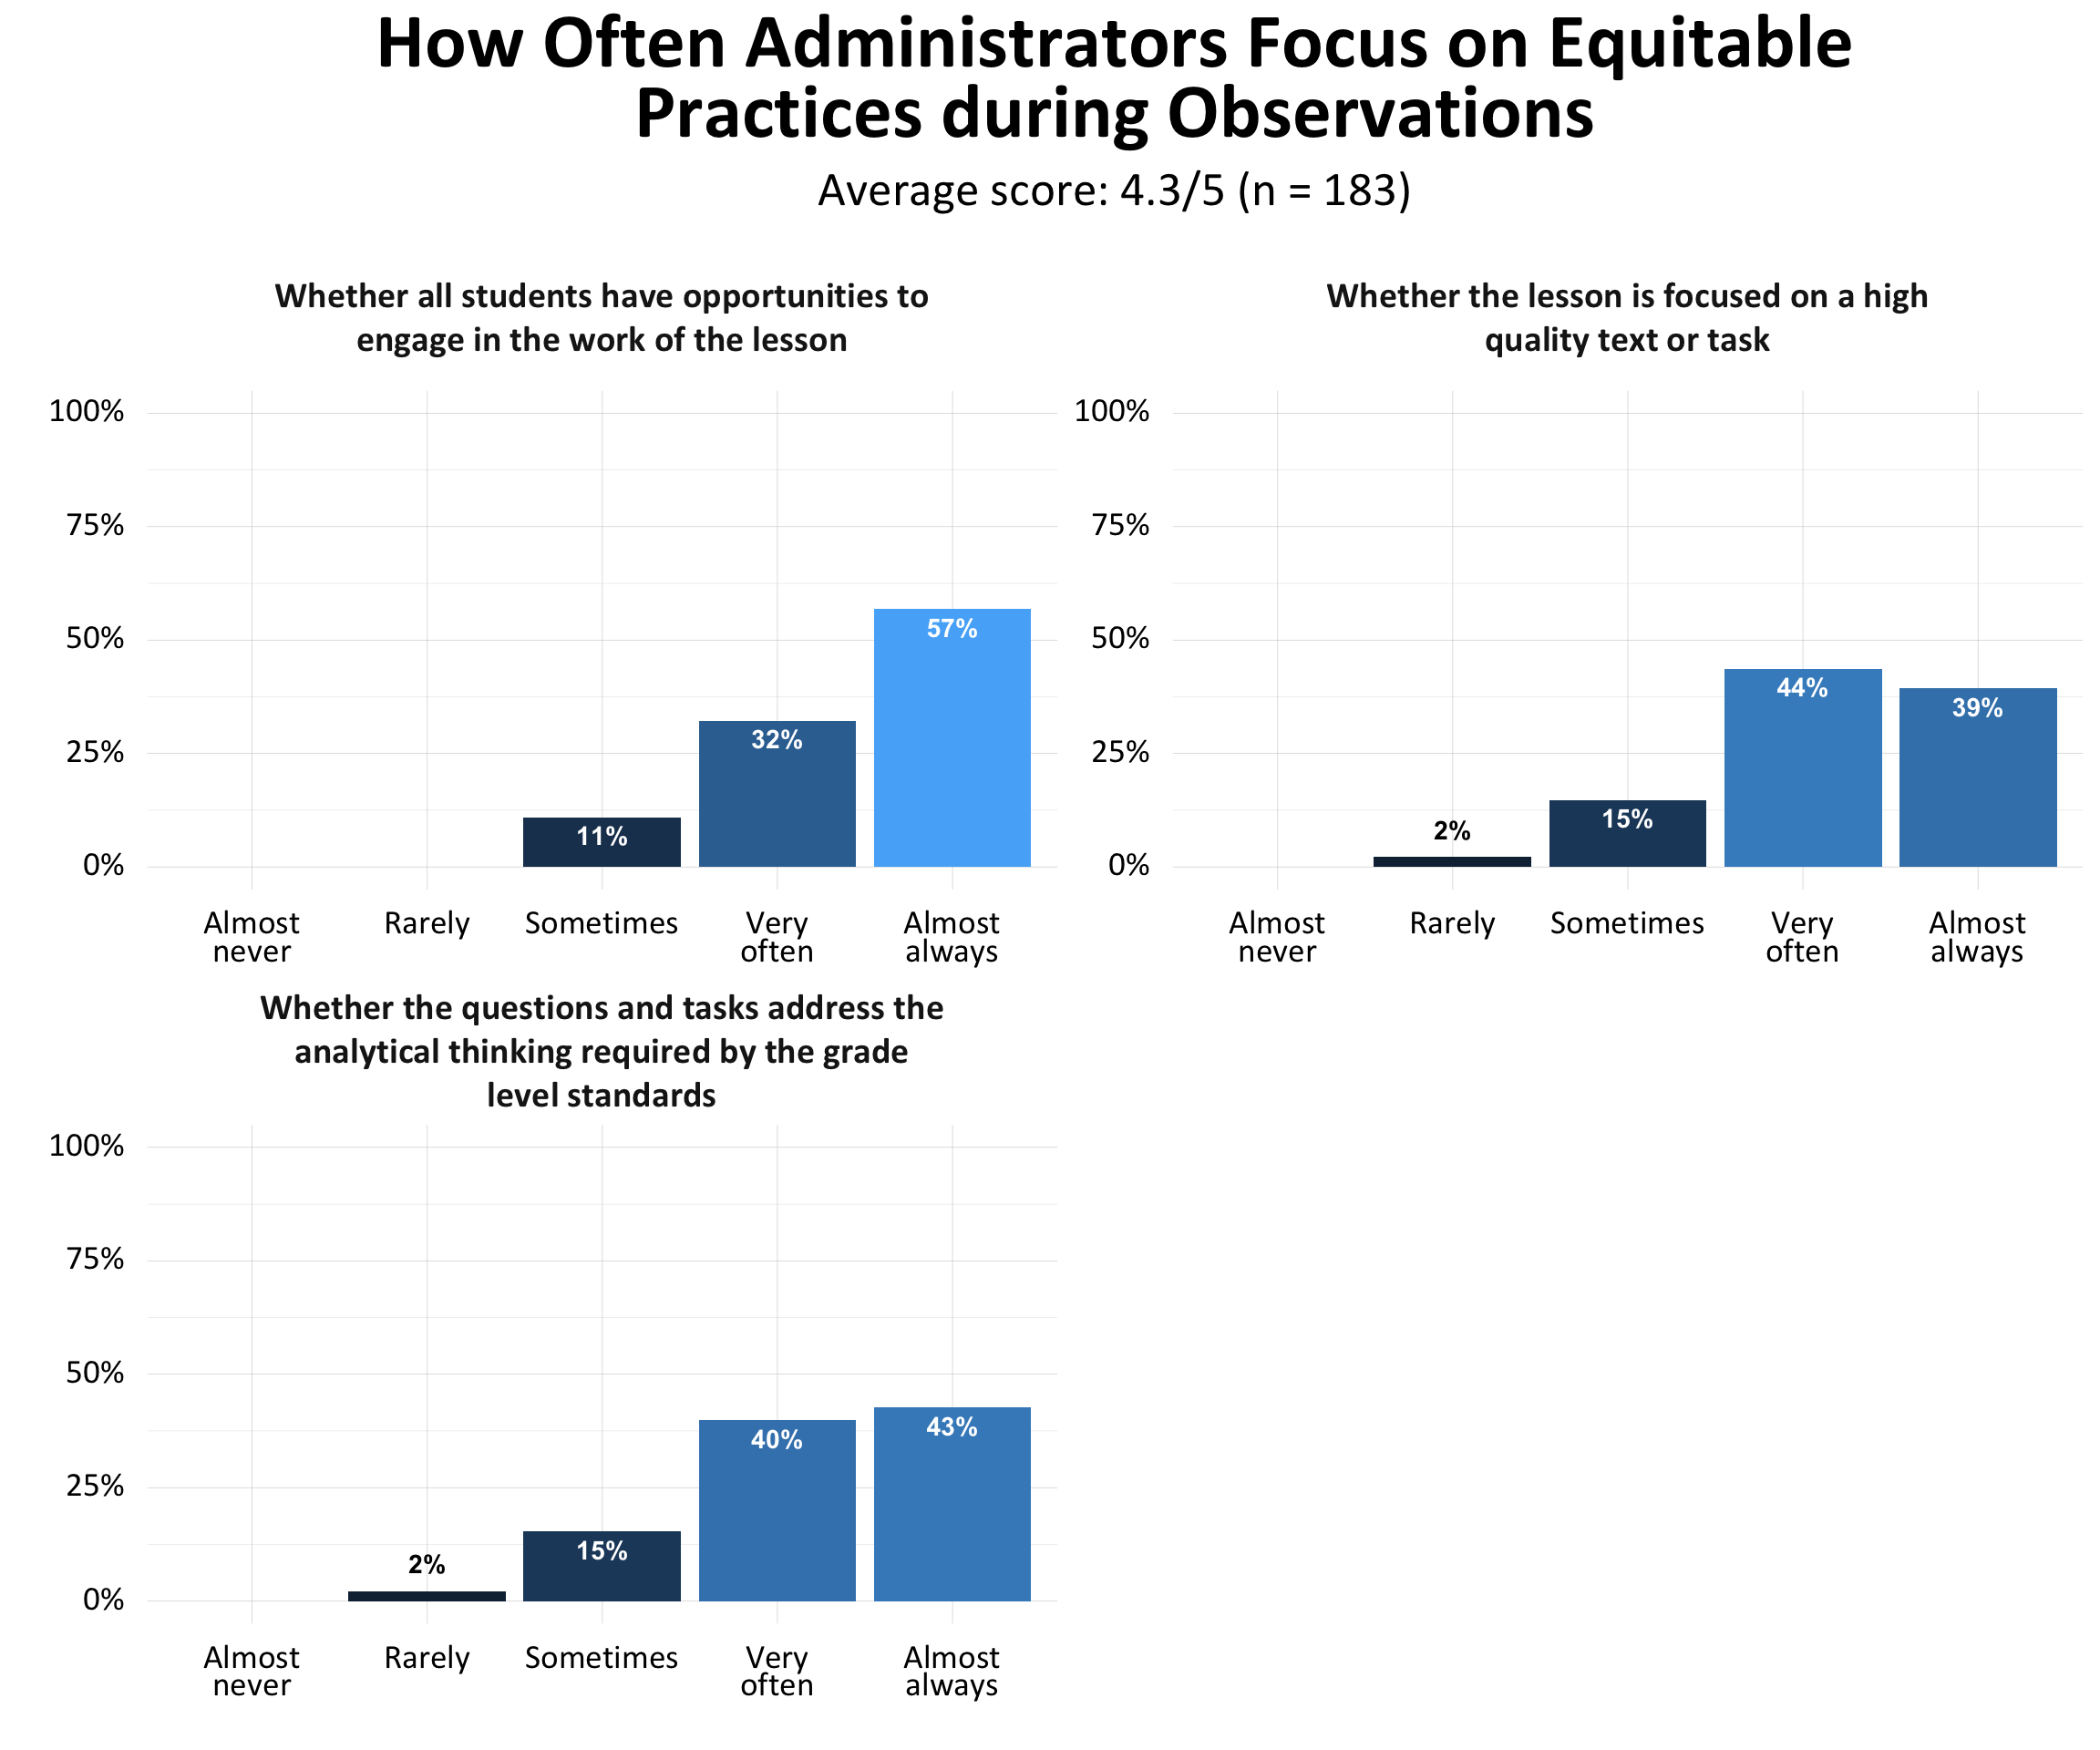 How Often Administrators Focus on Equitable
Practices during Observations
Average score: 4.3/5 (n = 183)
Whether all students have opportunities to
engage in the work of the lesson
100%
75%
50%
25%
0%
11%
32%
57%
Almost
never
Rarely
Sometimes
Very
often
Almost
always
Whether the lesson is focused on a high
quality text or task
100%
75%
50%
25%
0%
2%
15%
44%
39%
Almost
never
Rarely
Sometimes
Very
often
Almost
always
Whether the questions and tasks address the
analytical thinking required by the grade
level standards
100%
75%
50%
25%
0%
2%
15%
40%
43%
Almost
never
Rarely
Sometimes
Very
often
Almost
always